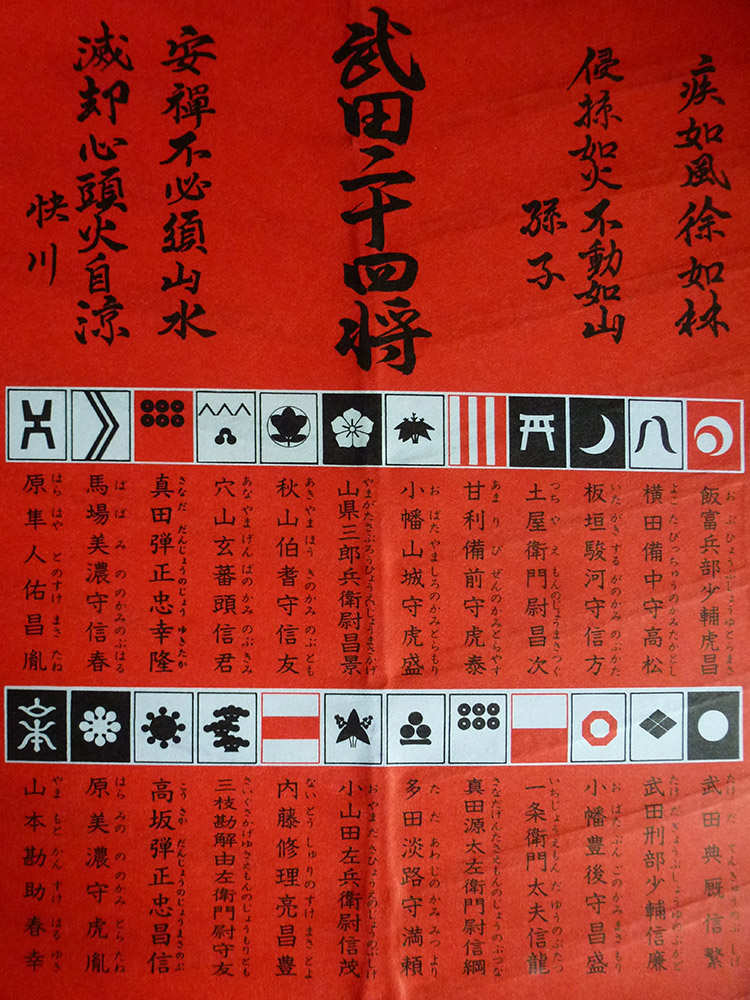 疾如風徐如林
侵掠如火不動如山
孫子
武田二十四将
安禅不必須山水
滅却心頭火自涼
快川
飯富兵部少輔虎昌
おぶひょうぶしょうゆとらまさ
横田備中守高松
よこたびっちゅうのかみたかとし
板垣駿河守信方
いたがきするがのかみのぶかた
土屋衛門尉昌次
つちやえもんのじょうまさつぐ
甘利備前守虎泰
あまりびぜんのかみとらやす
小幡山城守虎盛
おばたやましろのかみとらもり
山県三郎兵衛尉昌景
やまがたさぶろうひょうえじょうまさかげ
秋山伯耆守信友
あきやまほうきのかみのぶとも
穴山玄蕃頭信君
あなやまげんばのかみのぶきみ
真田弾正忠幸隆
さなだだんじょうのじょうゆきたか
馬場美濃守信春
ばばみののかみのぶはる
原隼人佑昌胤
はらはやとのすけまさたね
武田典厩信繁
たけだてんきゅうのぶしげ
武田刑部少輔信廉
たけだぎょうぶしょうゆのぶかど
小幡豊後守昌盛
おばたぶんごのかみまさもり
一条衛門太夫信龍
いちじょうえもんだゆうのぶたつ
真田源太左衛門尉信綱
さなだげんたさえもんのじょうのぶつな
多田淡路守満頼
ただあわじのかみみつより
小山田左兵衛尉信茂
おやまださひょうえのじょうのぶしげ
内藤修理亮昌豊
ないとうしゅりのすけまさとよ
三枝勘解由左衛門尉守友
さいぐさかげゆさえもんのじょうもりとも
高坂弾正忠昌信
こうさかだんじょうのじょうまさのぶ
原美濃守虎胤
はらみののかみとらたね
山本勘助春幸
やまもとかんすけはるゆき